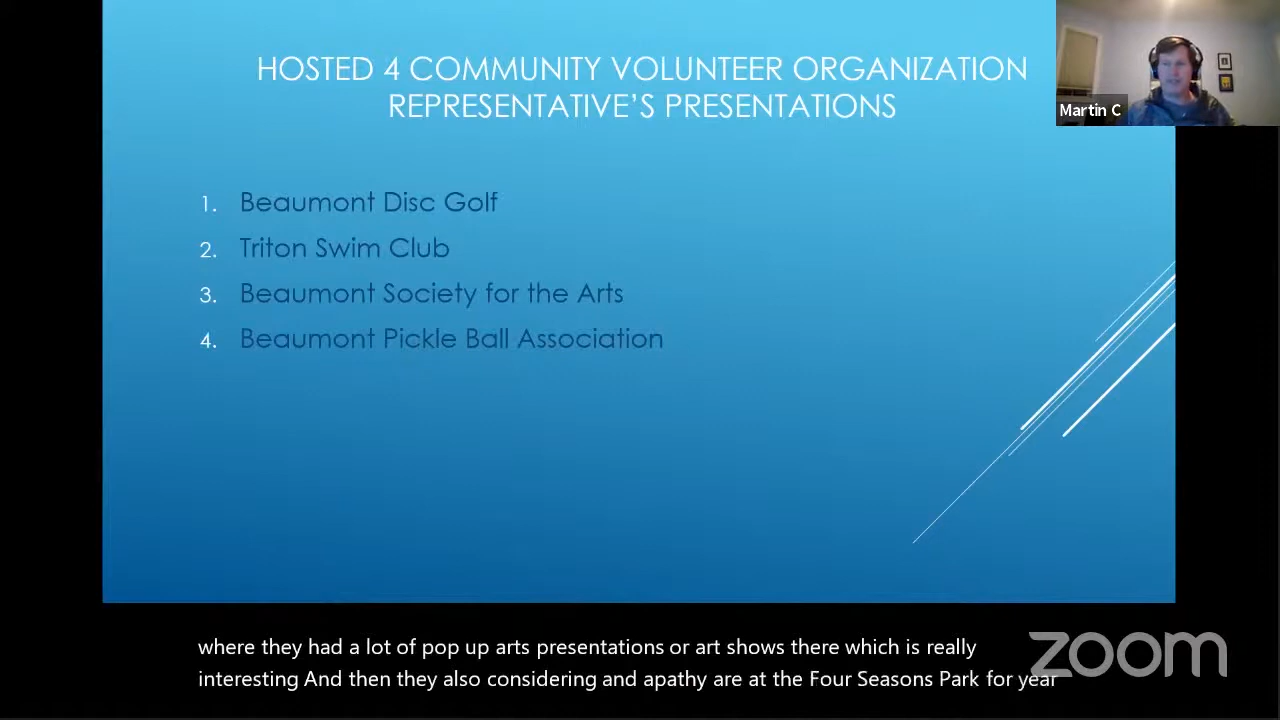 HOSTED 4 COMMUNITY VOLUNTEER ORGANIZATION
REPRESENTATIVE'S PRESENTATIONS
Martin C
1. Beaumont Disc Golf
2. Triton Swim Club
3. Beaumont Society for the Arts
4. Beaumont Pickle Ball Association
where they had a lot of pop up arts presentations or art shows there which is really
interesting And then they also considering and apathy are at the Four Seasons Park for year
zoom